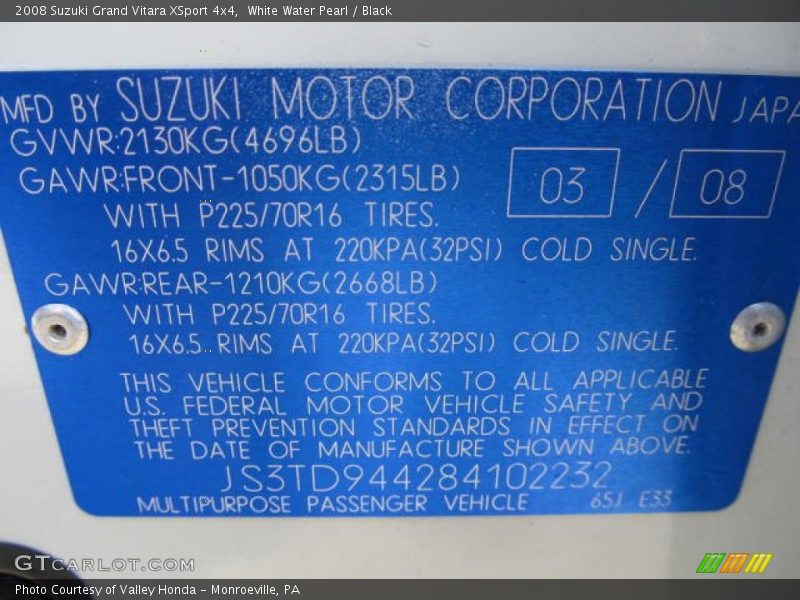 2008 Suzuki Grand Vitara XSport 4x4, White Water Pearl / Black
MFD BY SUZUKI MOTOR CORPORATION JAPA
GVWR:2130KG(4696LB)
GAWR:FRONT-1050KG(2315LB)
03 / 08
WITH P225/70R16 TIRES.
16X6.5 RIMS AT 220KPA(32PSI) COLD SINGLE.
GAWR:REAR-1210KG(2668LB)
WITH P225/70R16 TIRES.
16X6.5 RIMS AT 220KPA(32PSI) COLD SINGLE.
THIS VEHICLE CONFORMS TO ALL APPLICABLE
U.S. FEDERAL MOTOR VEHICLE SAFETY AND
THEFT PREVENTION STANDARDS IN EFFECT ON
THE DATE OF MANUFACTURE SHOWN ABOVE.
JS3TD944284102232
MULTIPURPOSE PASSENGER VEHICLE 65J E33
GTCARLOT.COM
Photo Courtesy of Valley Honda - Monroeville, PA